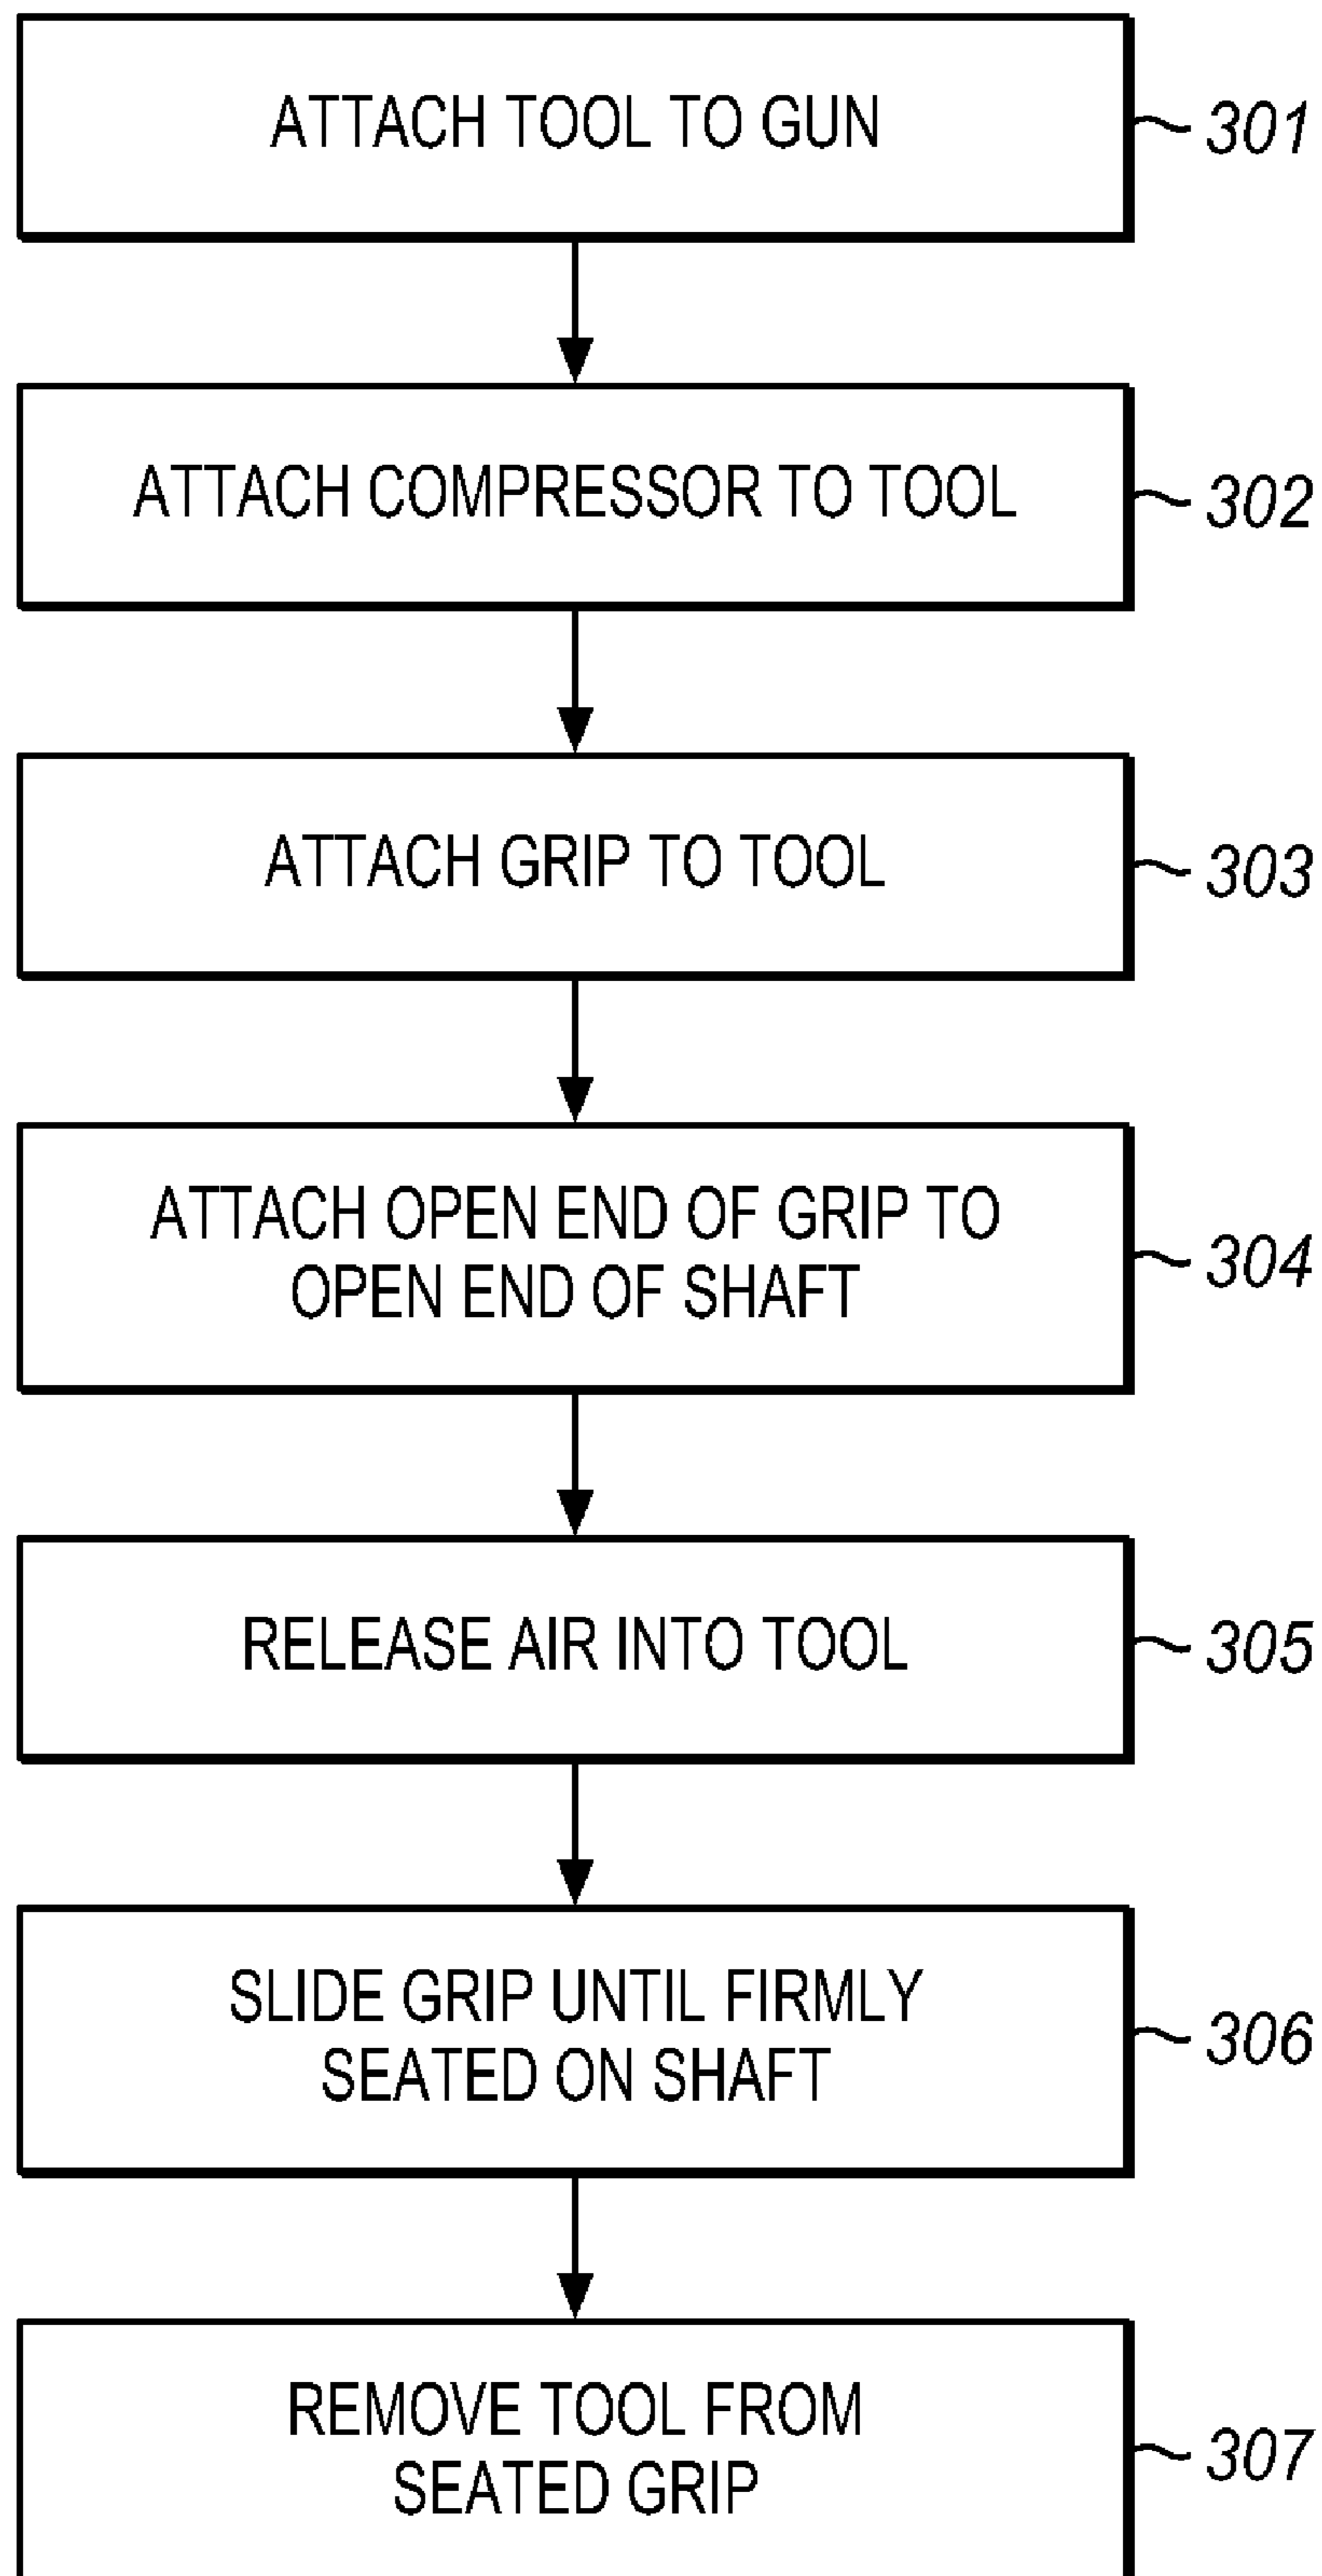 ATTACH TOOL TO GUN
301
ATTACH COMPRESSOR TO TOOL
302
ATTACH GRIP TO TOOL
303
ATTACH OPEN END OF GRIP TO
OPEN END OF SHAFT
304
RELEASE AIR INTO TOOL
305
SLIDE GRIP UNTIL FIRMLY
SEATED ON SHAFT
306
REMOVE TOOL FROM
SEATED GRIP
307